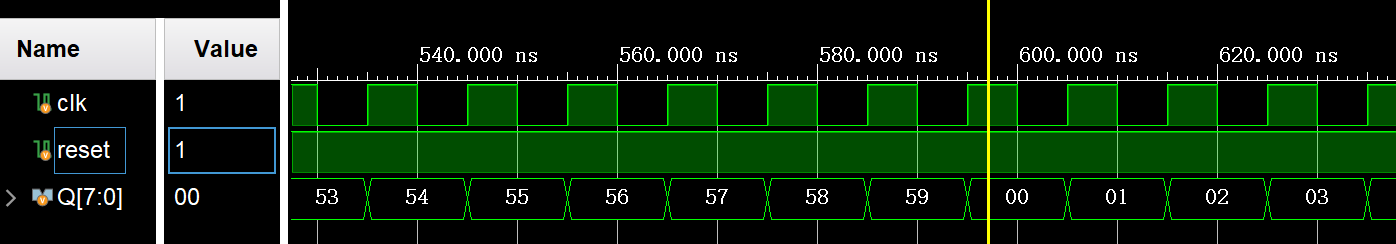 Name Value
540.000 ns 560.000 ns 580.000 ns 600.000 ns 620.000 ns
clk 1
reset 1
Q[7:0] 00 53 54 55 56 57 58 59 00 01 02 03